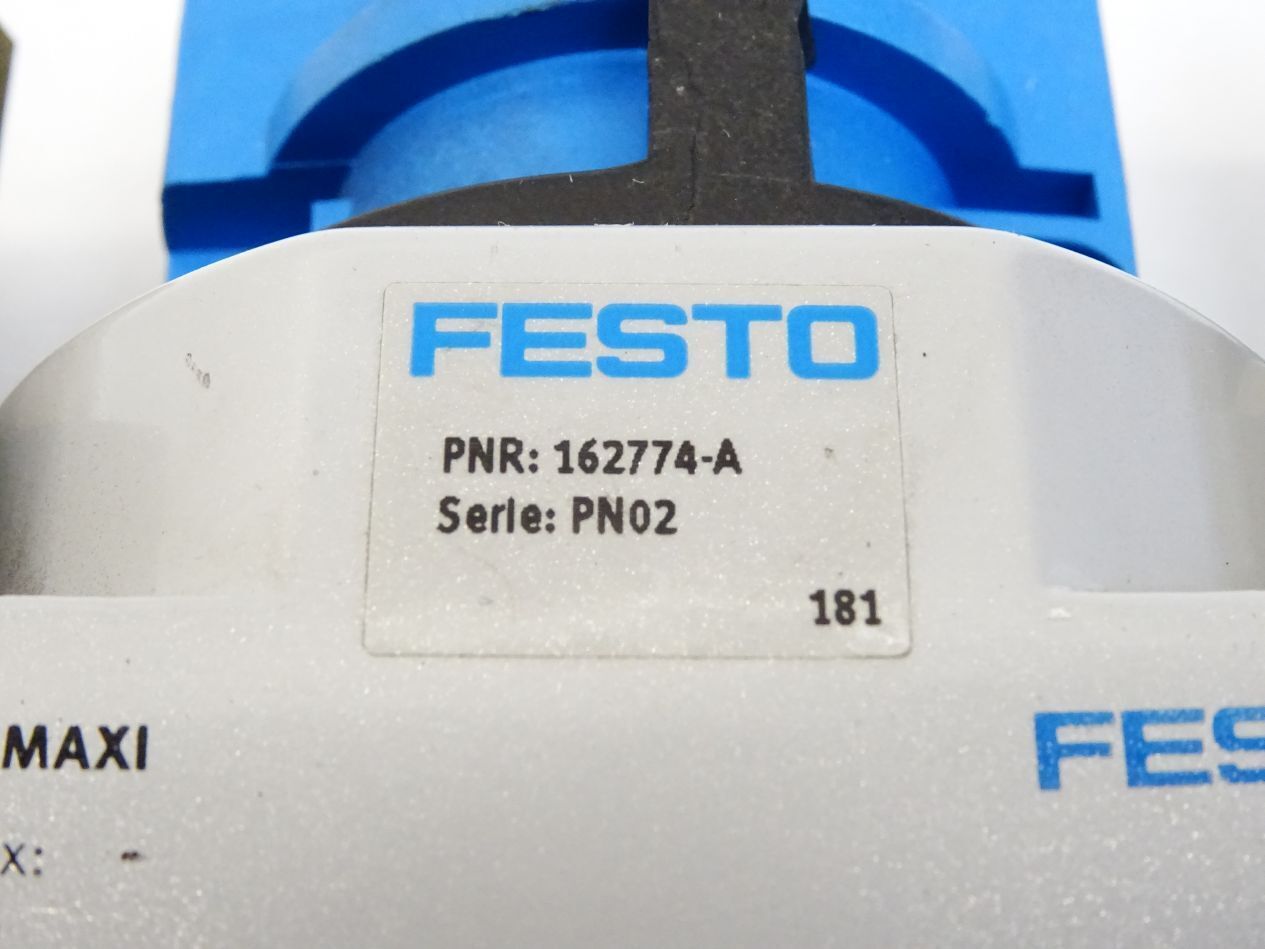 FESTO
PNR: 162774-A
Serie: PN02
181
MAXI
FES
x: